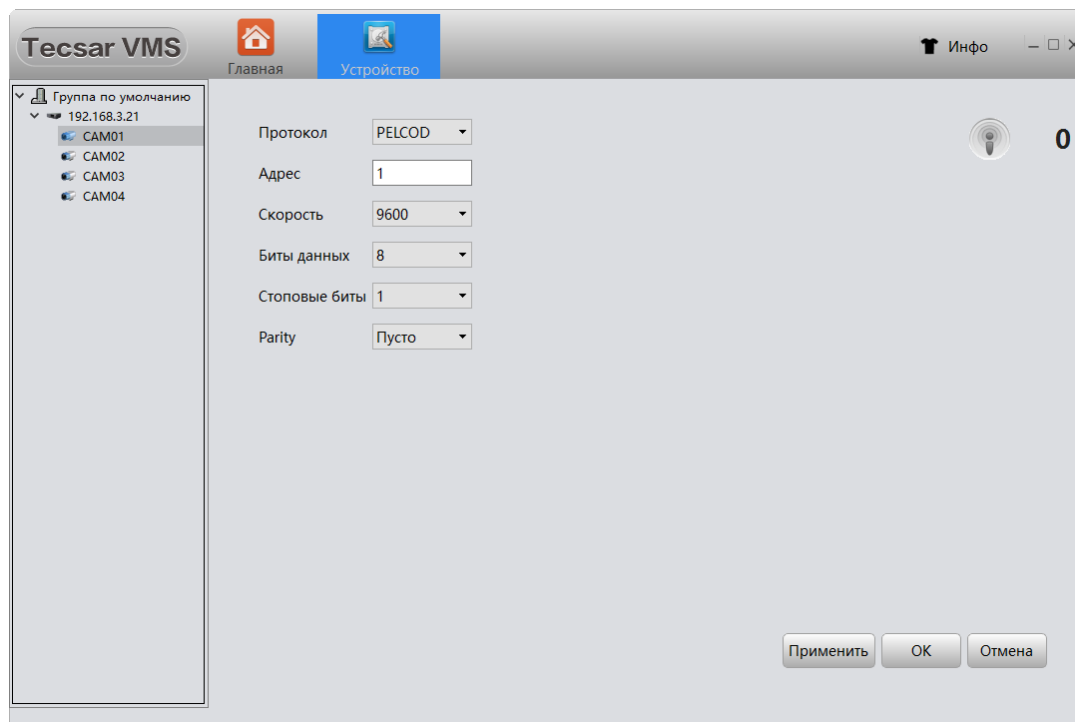 Tecsar VMS
Главная
Устройство
Инфо
Группа по умолчанию
192.168.3.21
CAM01
CAM02
CAM03
CAM04
Протокол PELCOD
Адрес 1
Скорость 9600
Биты данных 8
Стоповые биты 1
Parity Пусто
0
Применить OK Отмена